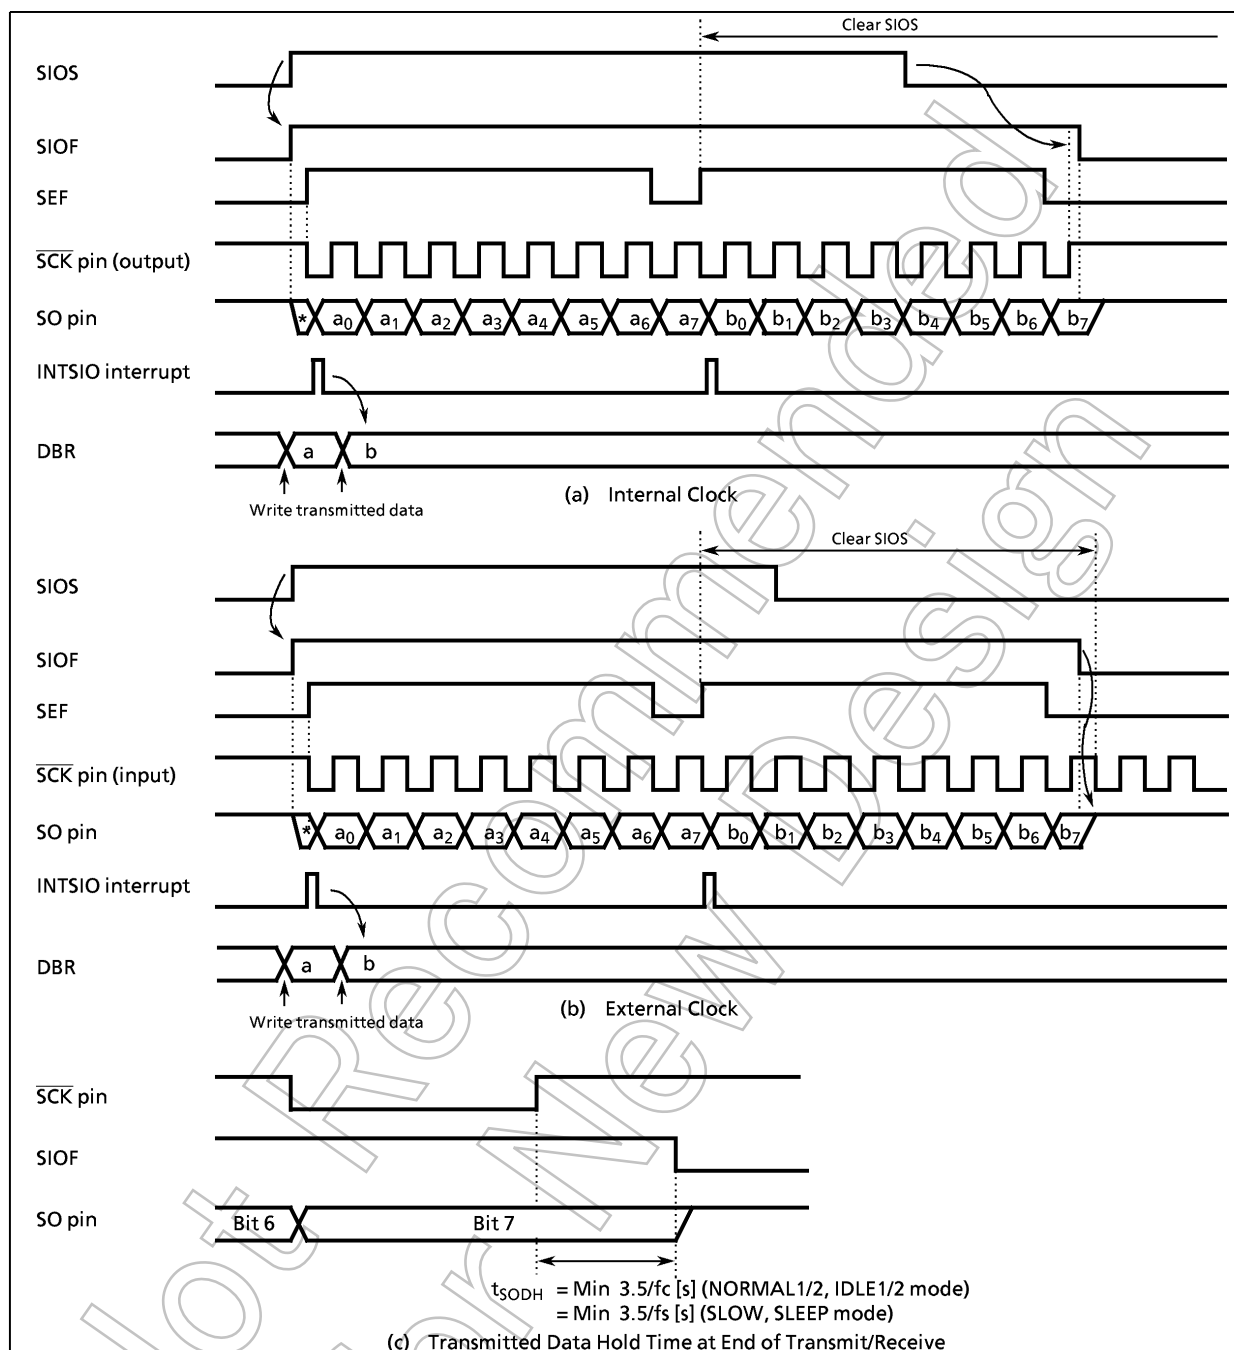 Clear SIOS
SIOS
SIOF
SEF
SCK pin (output)
SO pin
* a0 a1 a2 a3 a4 a5 a6 a7 b0 b1 b2 b3 b4 b5 b6 b7
INTSIO interrupt
DBR
a b
Write transmitted data
(a) Internal Clock
Clear SIOS
SIOS
SIOF
SEF
SCK pin (input)
SO pin
* a0 a1 a2 a3 a4 a5 a6 a7 b0 b1 b2 b3 b4 b5 b6 b7
INTSIO interrupt
DBR
a b
Write transmitted data
(b) External Clock
SCK pin
SIOF
SO pin
Bit 6 Bit 7
tSODH = Min 3.5/fc [s] (NORMAL1/2, IDLE1/2 mode)
= Min 3.5/fs [s] (SLOW, SLEEP mode)
(c) Transmitted Data Hold Time at End of Transmit/Receive
Not Recommended
for New Design